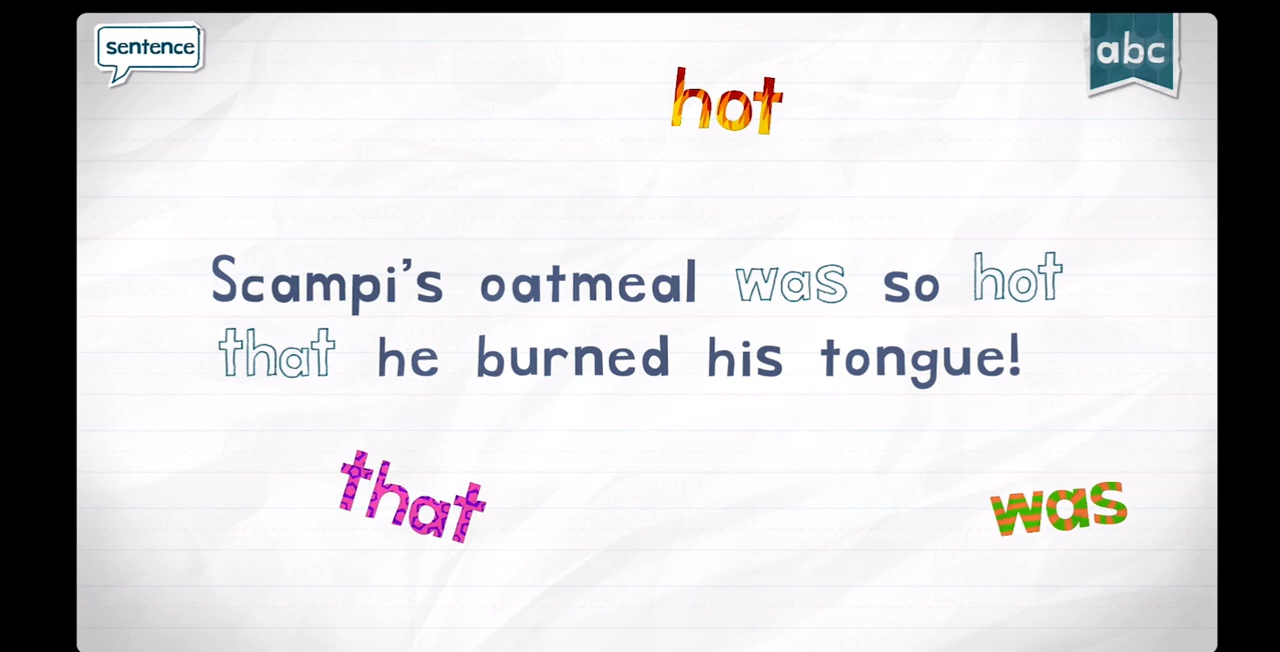 sentence
abc
hot
Scampi's oatmeal was so hot
that he burned his tongue!
that
was